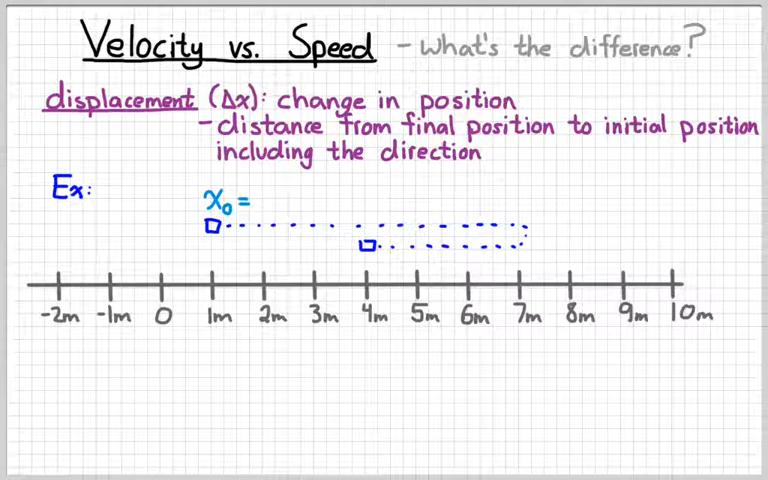 Velocity vs. Speed - What's the difference?
displacement (Δx): change in position
- distance from final position to initial position
including the direction
Ex:
x₀ =
-2m -1m 0 1m 2m 3m 4m 5m 6m 7m 8m 9m 10m